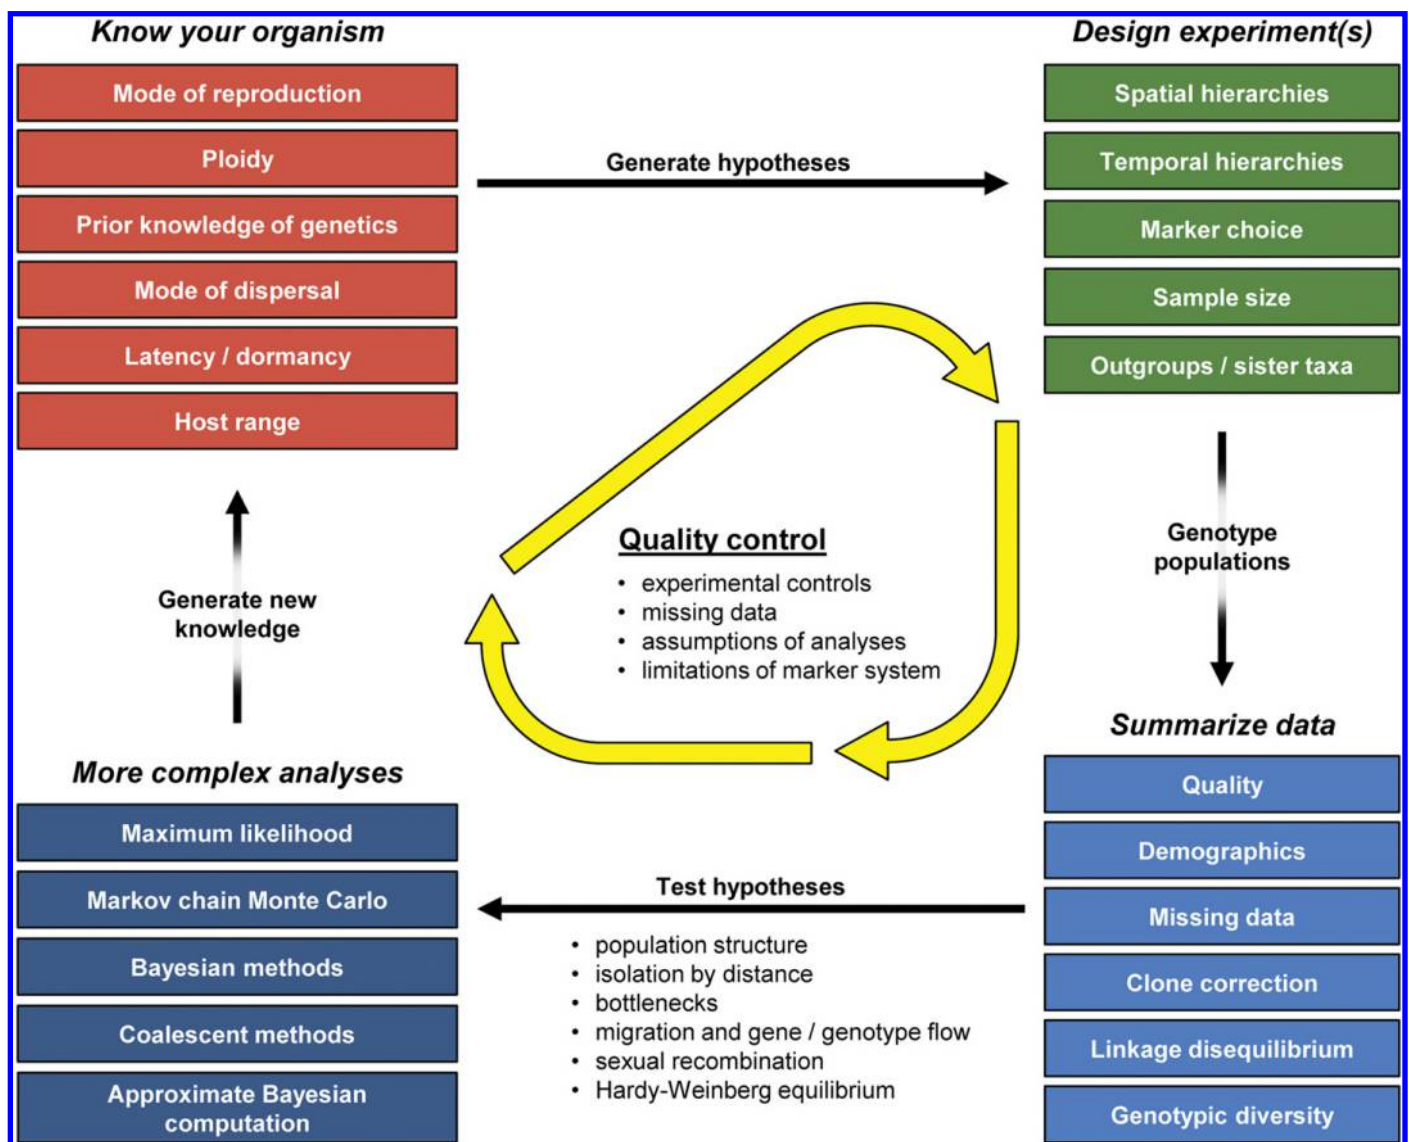 Know your organism
Mode of reproduction
Ploidy
Prior knowledge of genetics
Mode of dispersal
Latency / dormancy
Host range
Generate hypotheses
Design experiment(s)
Spatial hierarchies
Temporal hierarchies
Marker choice
Sample size
Outgroups / sister taxa
Genotype
populations
Quality control
• experimental controls
• missing data
• assumptions of analyses
• limitations of marker system
Generate new
knowledge
Summarize data
Quality
Demographics
Missing data
Clone correction
Linkage disequilibrium
Genotypic diversity
Test hypotheses
• population structure
• isolation by distance
• bottlenecks
• migration and gene / genotype flow
• sexual recombination
• Hardy-Weinberg equilibrium
More complex analyses
Maximum likelihood
Markov chain Monte Carlo
Bayesian methods
Coalescent methods
Approximate Bayesian
computation